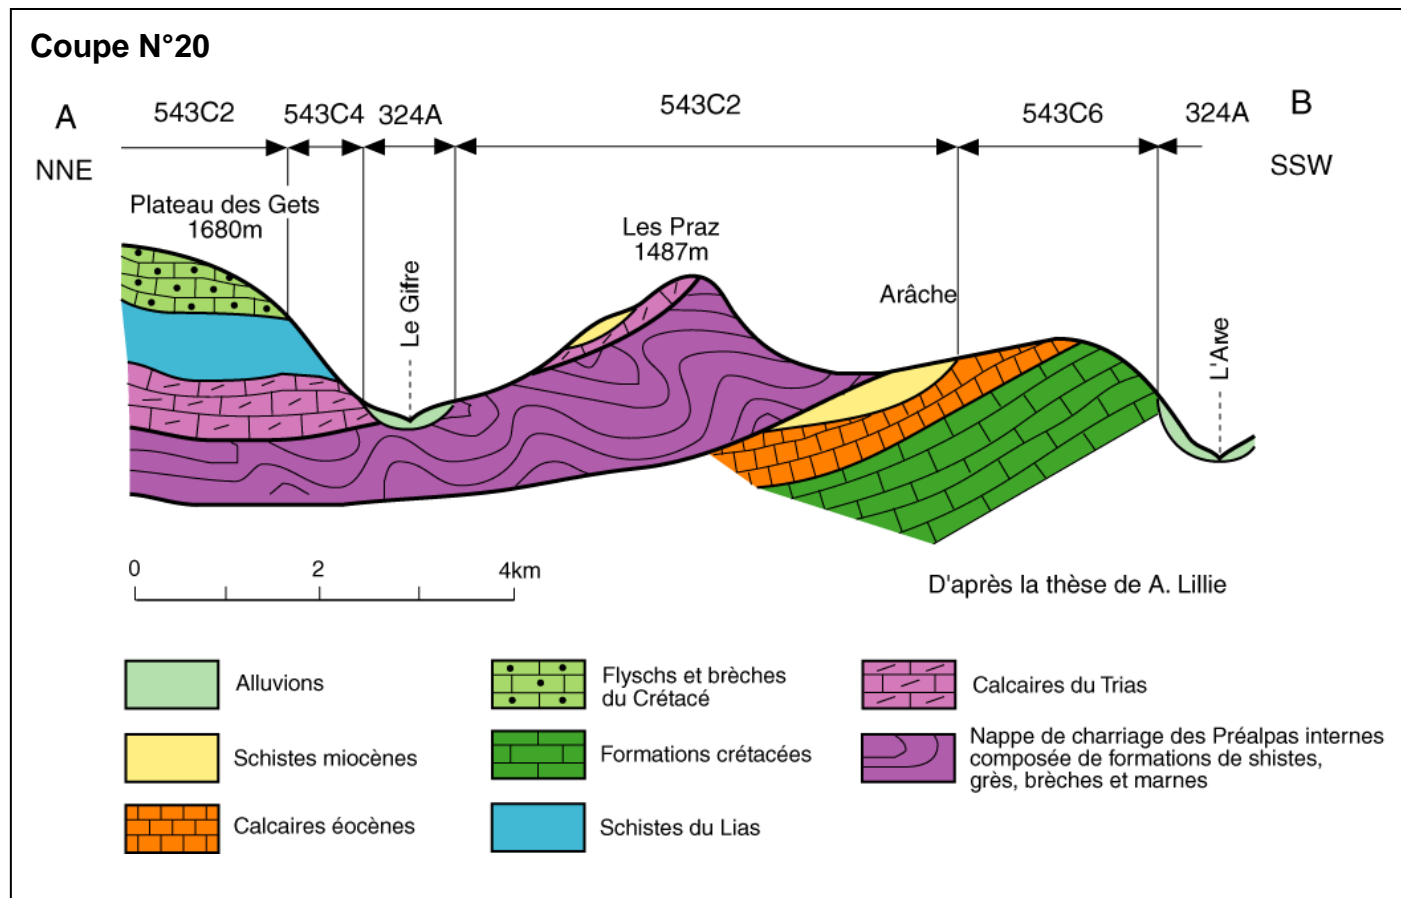 Coupe N°20
A
543C2
543C4
324A
543C2
543C6
324A
B
NNE
SSW
Plateau des Gets
1680m
Le Gifre
Les Praz
1487m
Arâche
L'Arve
0
2
4km
D'après la thèse de A. Lillie
Alluvions
Schistes miocènes
Calcaires éocènes
Flyschs et brèches
du Crétacé
Formations crétacées
Schistes du Lias
Calcaires du Trias
Nappe de charriage des Préalpas internes
composée de formations de shistes,
grès, brèches et marnes